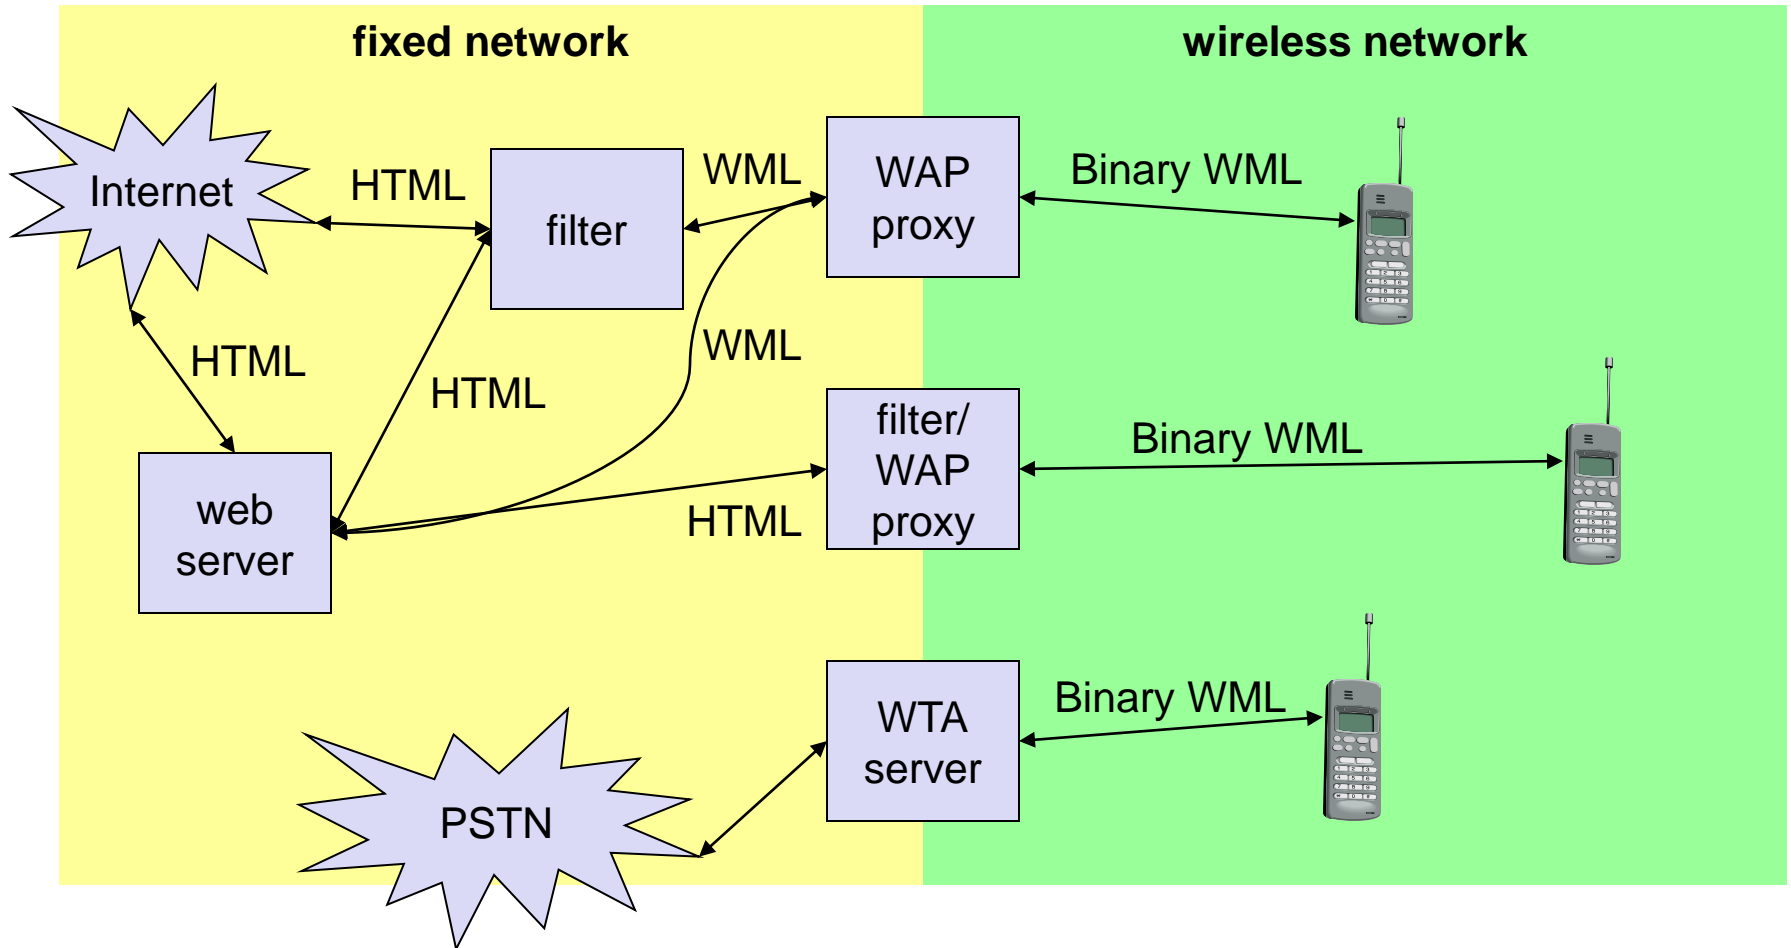 fixed network
wireless network
Internet
HTML
filter
WML
WAP
proxy
Binary WML
HTML
HTML
WML
web
server
HTML
filter/
WAP
proxy
Binary WML
PSTN
WTA
server
Binary WML